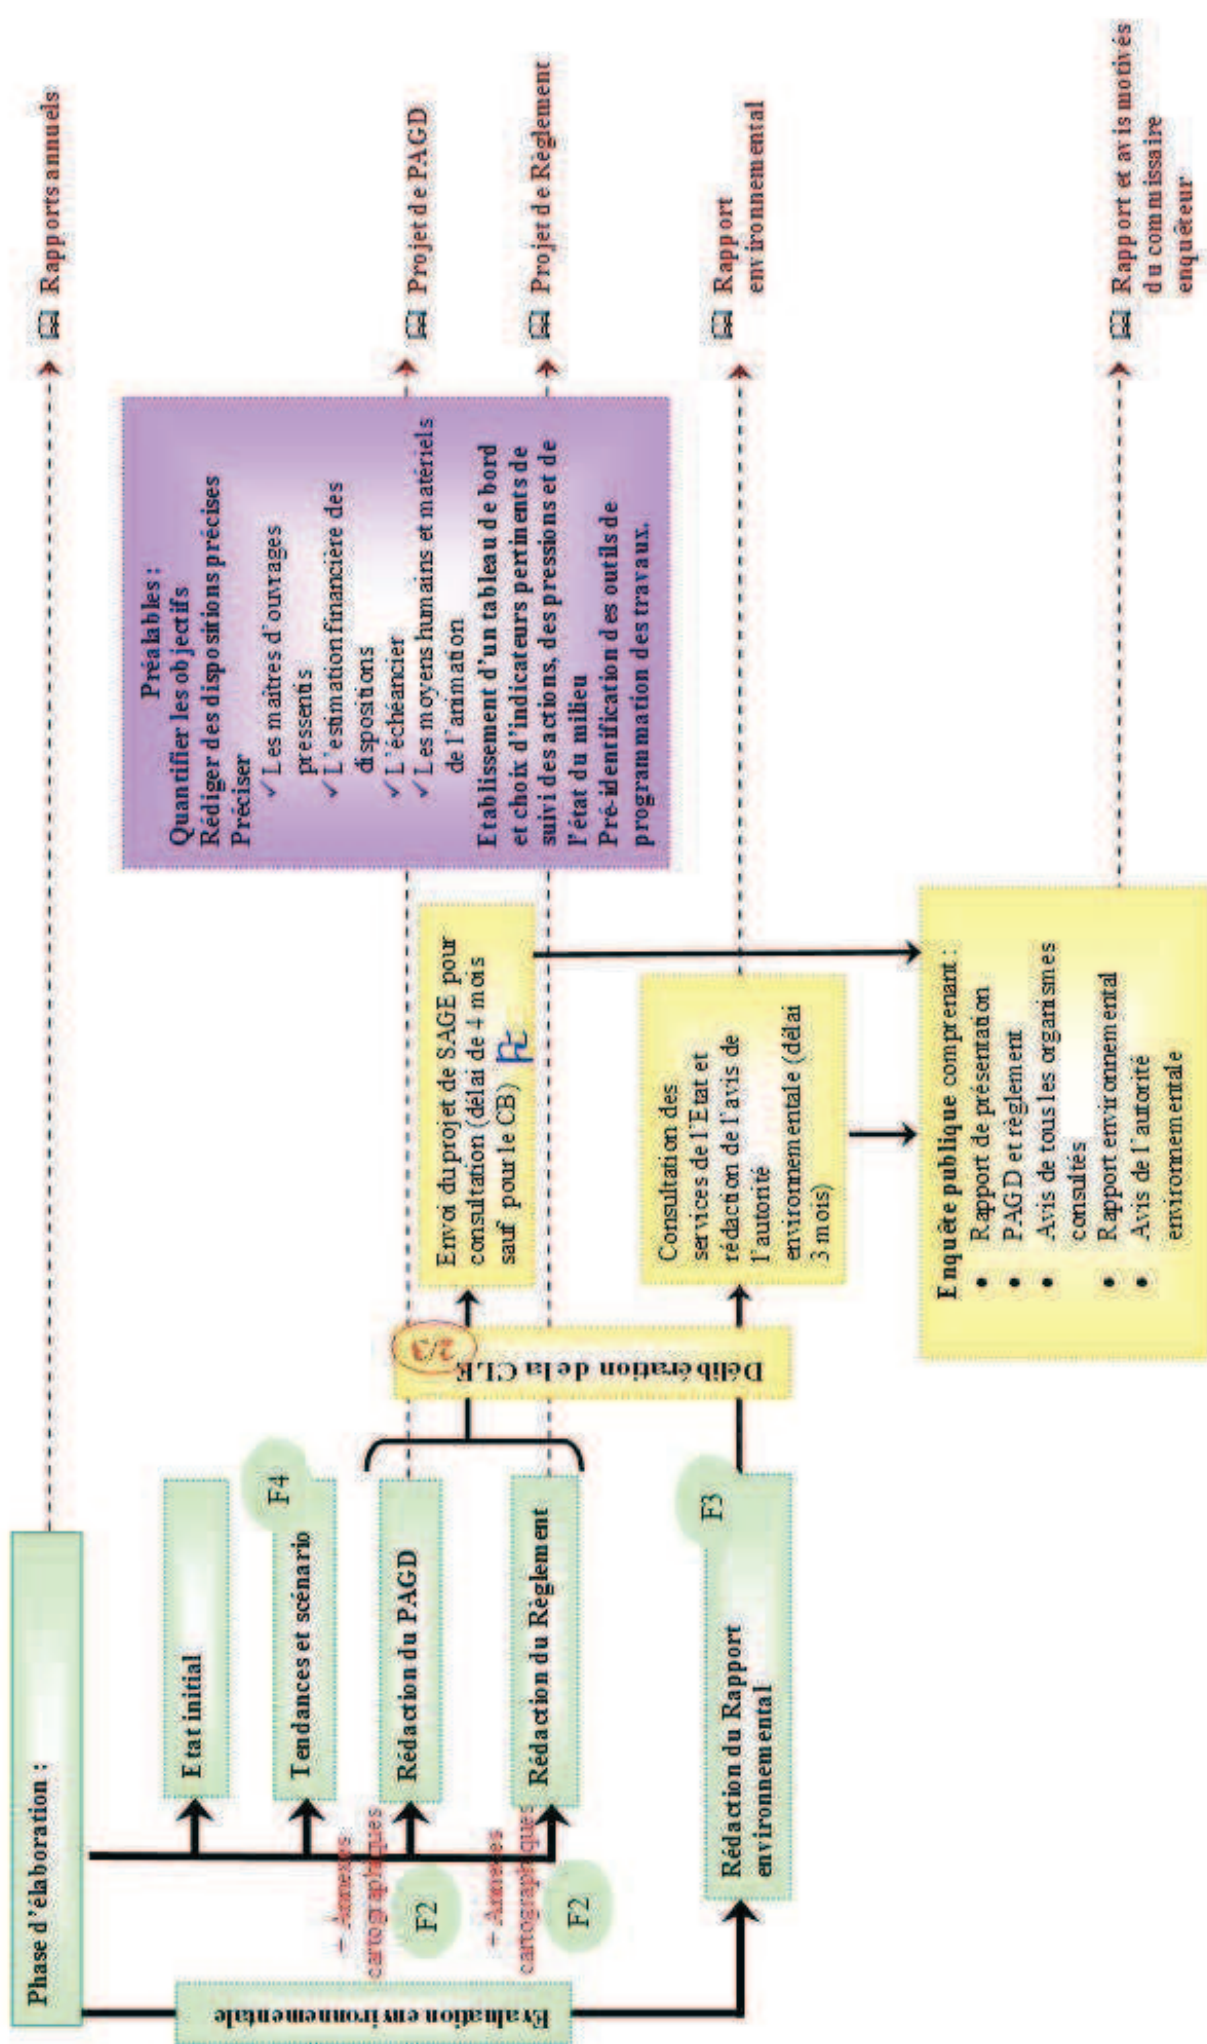 Phase d'élaboration :
Rapports annuels
Etat initial
Tendances et scénario
F4
+ Annexes
cartographiques
F2
Rédaction du PAGD
+ Annexes
cartographiques
F2
Rédaction du Règlement
Evaluation environnementale
Rédaction du Rapport
environnemental
F3
Délibération de la CLE
2/3
Envoi du projet de SAGE pour
consultation (délai de 4 mois
sauf pour le CB)
Consultation des
services de l'Etat et
rédaction de l'avis de
l'autorité
environnementale (délai
3 mois)
Préalables :
Quantifier les objectifs
Rédiger des dispositions précises
Préciser
✓ Les maîtres d'ouvrages
pressentis
✓ L'estimation financière des
dispositions
✓ L'échéancier
✓ Les moyens humains et matériels
de l'animation
Etablissement d'un tableau de bord
et choix d'indicateurs pertinents de
suivi des actions, des pressions et de
l'état du milieu
Pré-identification des outils de
programmation des travaux.
Projet de PAGD
Projet de Règlement
Rapport
environnemental
Enquête publique comprenant :
• Rapport de présentation
• PAGD et règlement
• Avis de tous les organismes
consultés
• Rapport environnemental
• Avis de l'autorité
environnementale
Rapport et avis motivés
du commissaire
enquêteur